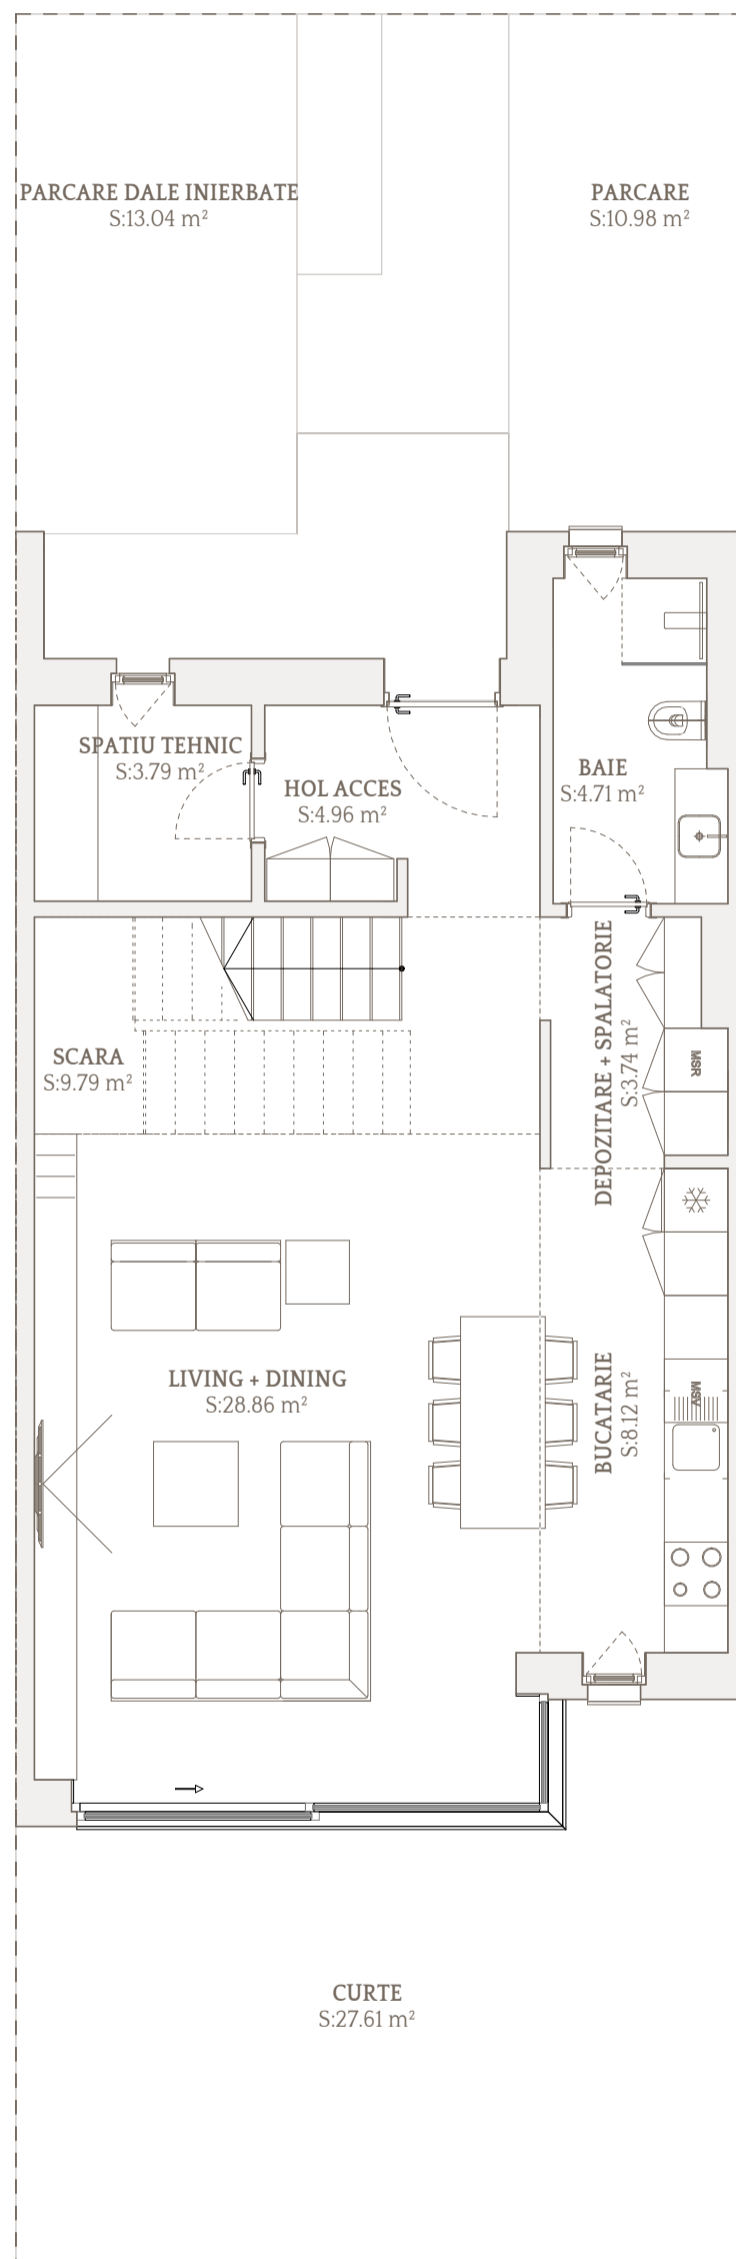 PARCARE DALE INIERBATE
S:13.04 m²
PARCARE
S:10.98 m²
SPATIU TEHNIC
S:3.79 m²
HOL ACCES
S:4.96 m²
BAIE
S:4.71 m²
DEPOZITARE + SPALATORIE
S:3.74 m²
MSR
SCARA
S:9.79 m²
LIVING + DINING
S:28.86 m²
BUCATARIE
S:8.12 m²
MSV
CURTE
S:27.61 m²